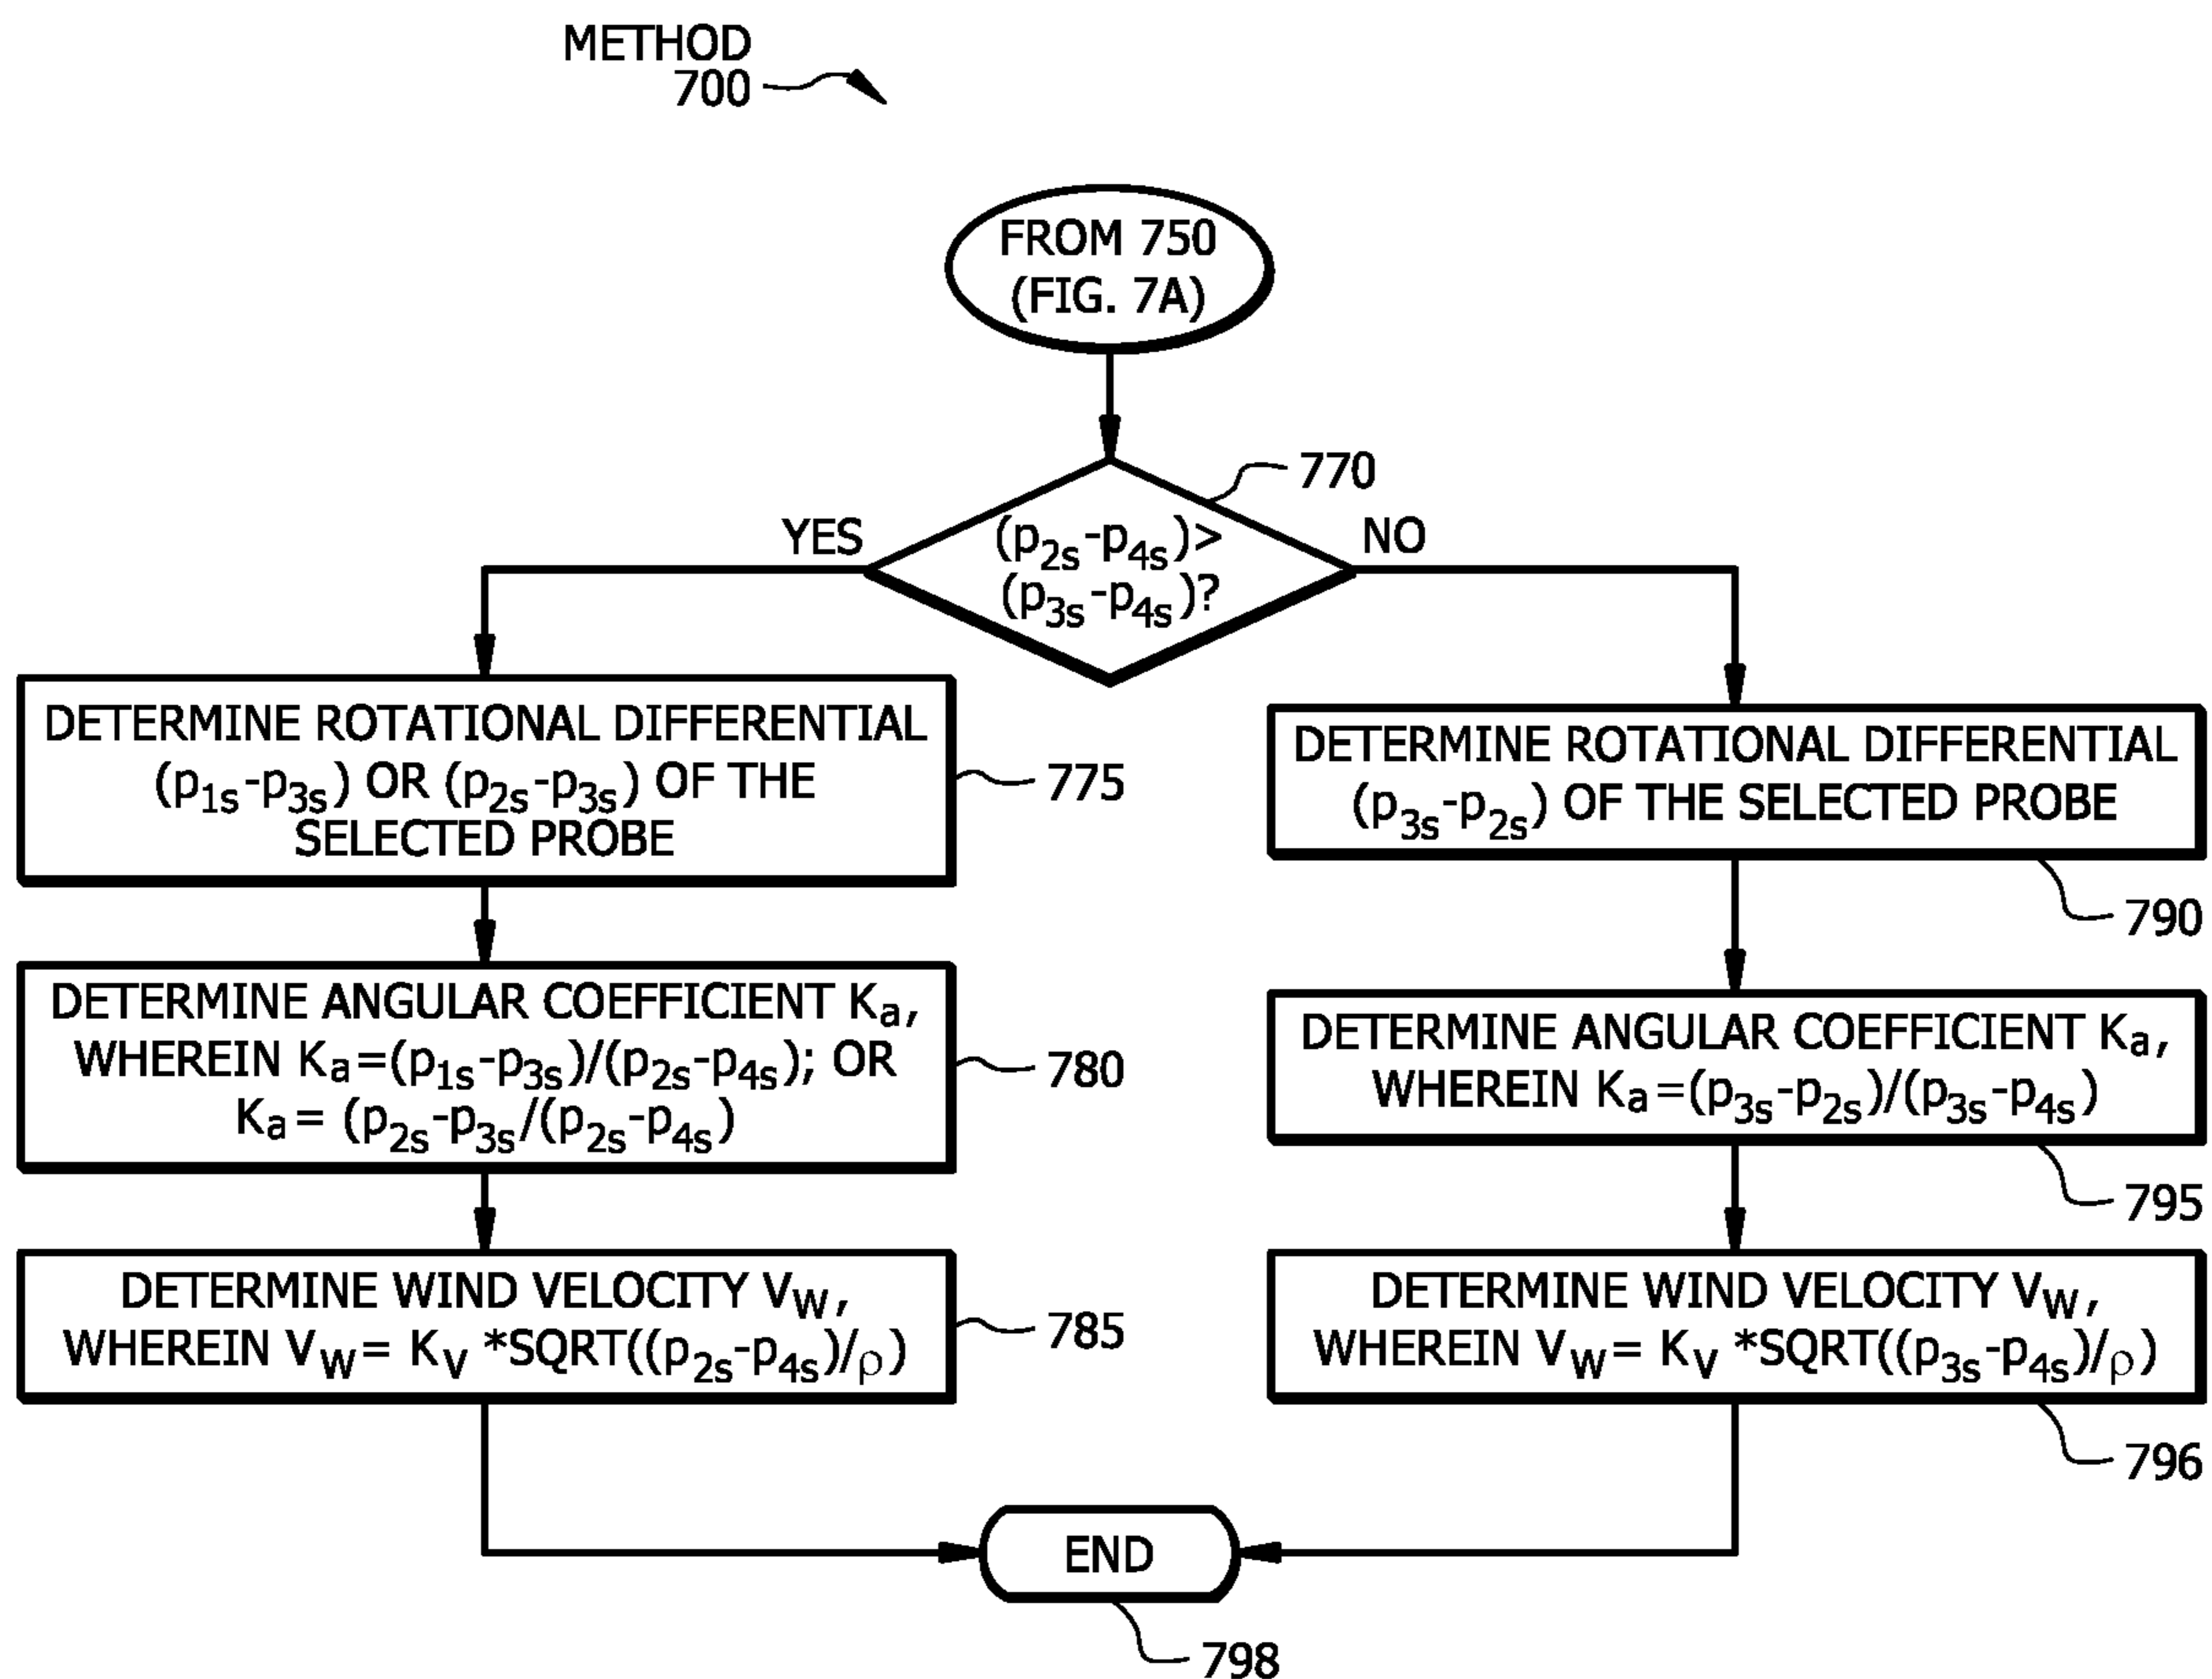 METHOD
700
FROM 750
(FIG. 7A)
770
YES
(p2s-p4s)>
(p3s-p4s)?
NO
DETERMINE ROTATIONAL DIFFERENTIAL
(p1s-p3s) OR (p2s-p3s) OF THE
SELECTED PROBE
775
DETERMINE ANGULAR COEFFICIENT Ka,
WHEREIN Ka=(p1s-p3s)/(p2s-p4s); OR
Ka= (p2s-p3s/(p2s-p4s)
780
DETERMINE WIND VELOCITY VW,
WHEREIN VW= KV *SQRT((p2s-p4s)/ρ)
785
DETERMINE ROTATIONAL DIFFERENTIAL
(p3s-p2s) OF THE SELECTED PROBE
790
DETERMINE ANGULAR COEFFICIENT Ka,
WHEREIN Ka=(p3s-p2s)/(p3s-p4s)
795
DETERMINE WIND VELOCITY VW,
WHEREIN VW= KV *SQRT((p3s-p4s)/ρ)
796
END
798